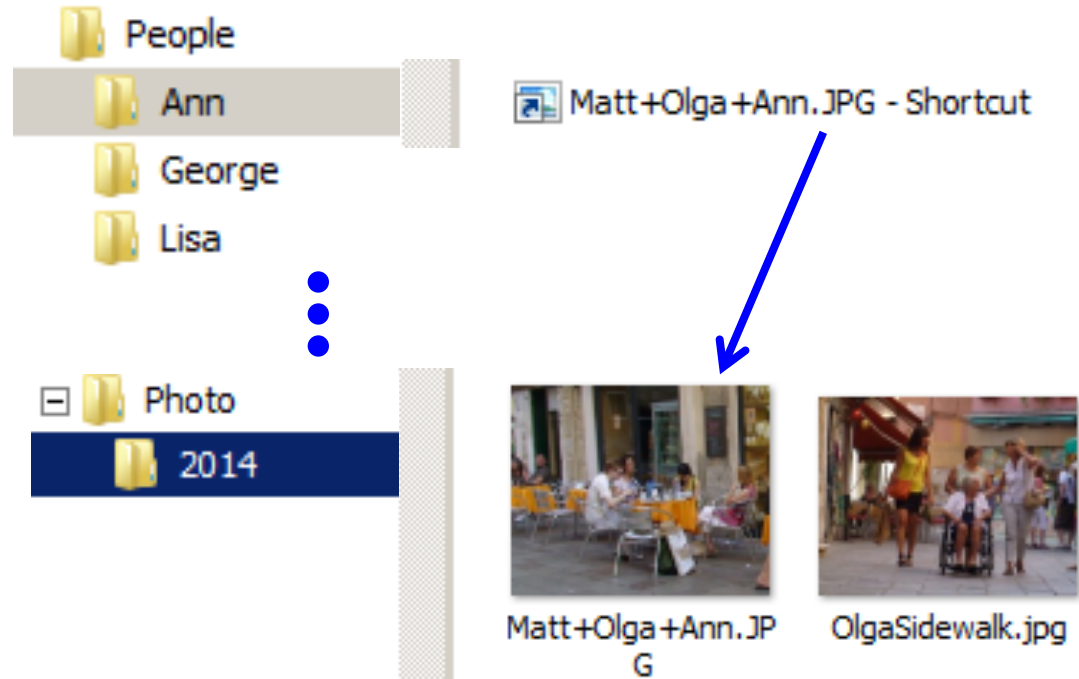 People
Ann
Matt+Olga+Ann.JPG - Shortcut
George
Lisa
Photo
2014
Matt+Olga+Ann.JP
G
OlgaSidewalk.jpg